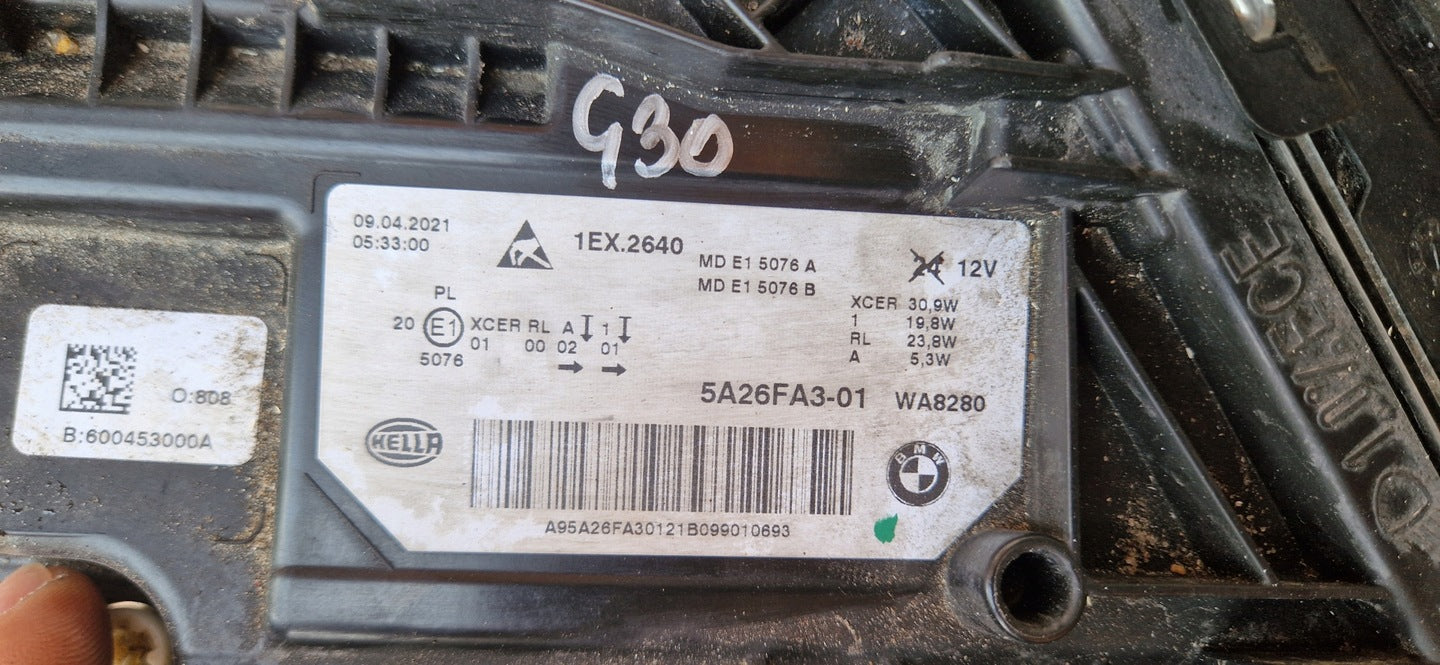 G30
09.04.2021
05:33:00
1EX.2640
MD E1 5076 A
MD E1 5076 B
24 12V
PL
20 E1 XCER RL A 1
01 00 02 01
5076
XCER 30,9W
1 19,8W
RL 23,8W
A 5,3W
5A26FA3-01 WA8280
HELLA
BMW
A95A26FA30121B099010693
O:808
B:600453000A